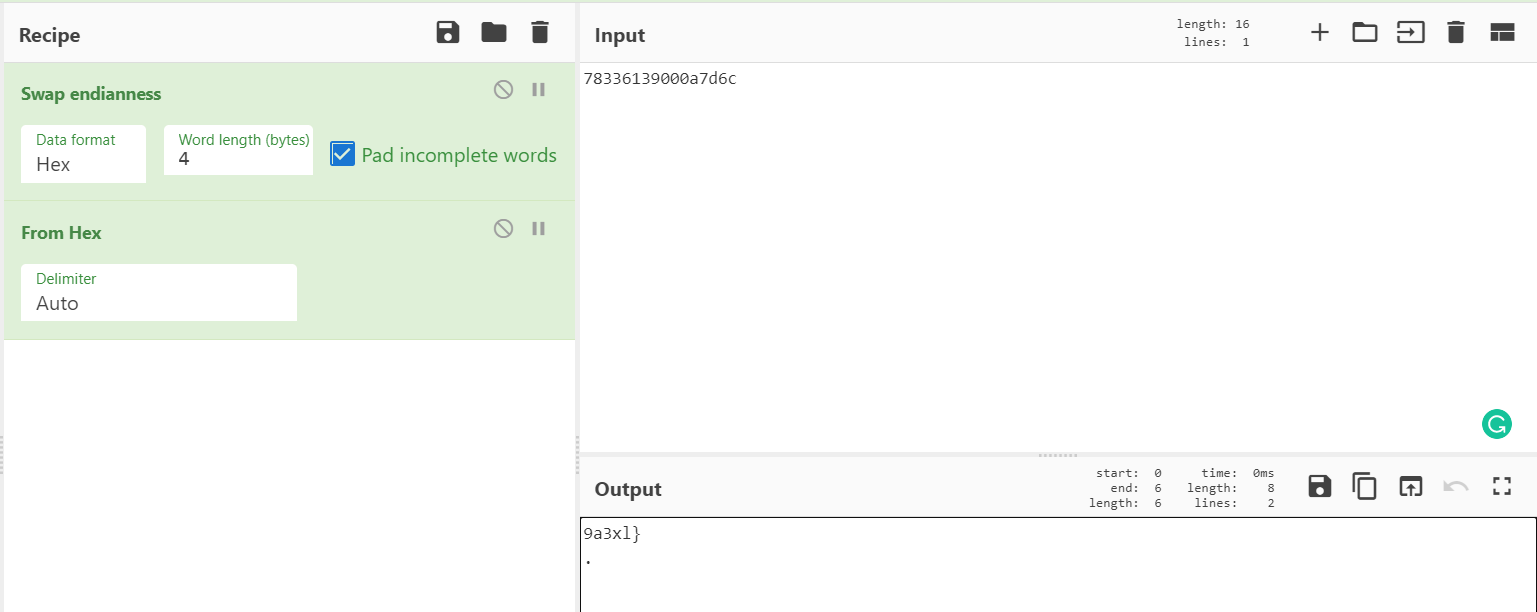 Recipe
Swap endianness
Data format
Hex
Word length (bytes)
4
Pad incomplete words
From Hex
Delimiter
Auto
Input
length: 16
lines: 1
78336139000a7d6c
Output
start: 0 time: 0ms
end: 6 length: 8
length: 6 lines: 2
9a3xl}
.